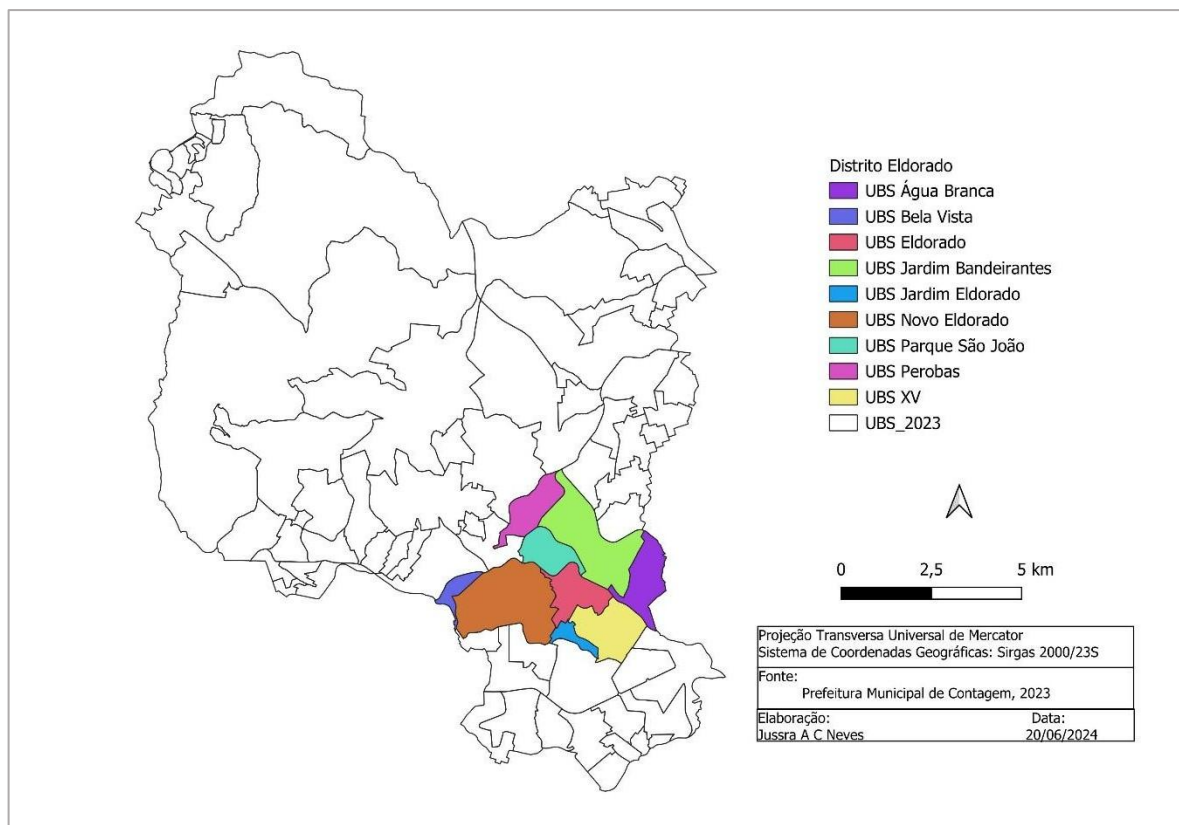 Distrito Eldorado
UBS Água Branca
UBS Bela Vista
UBS Eldorado
UBS Jardim Bandeirantes
UBS Jardim Eldorado
UBS Novo Eldorado
UBS Parque São João
UBS Perobas
UBS XV
UBS_2023
0 2,5 5 km
Projeção Transversa Universal de Mercator
Sistema de Coordenadas Geográficas: Sirgas 2000/23S
Fonte:
Prefeitura Municipal de Contagem, 2023
Elaboração: Data:
Jussra A C Neves 20/06/2024